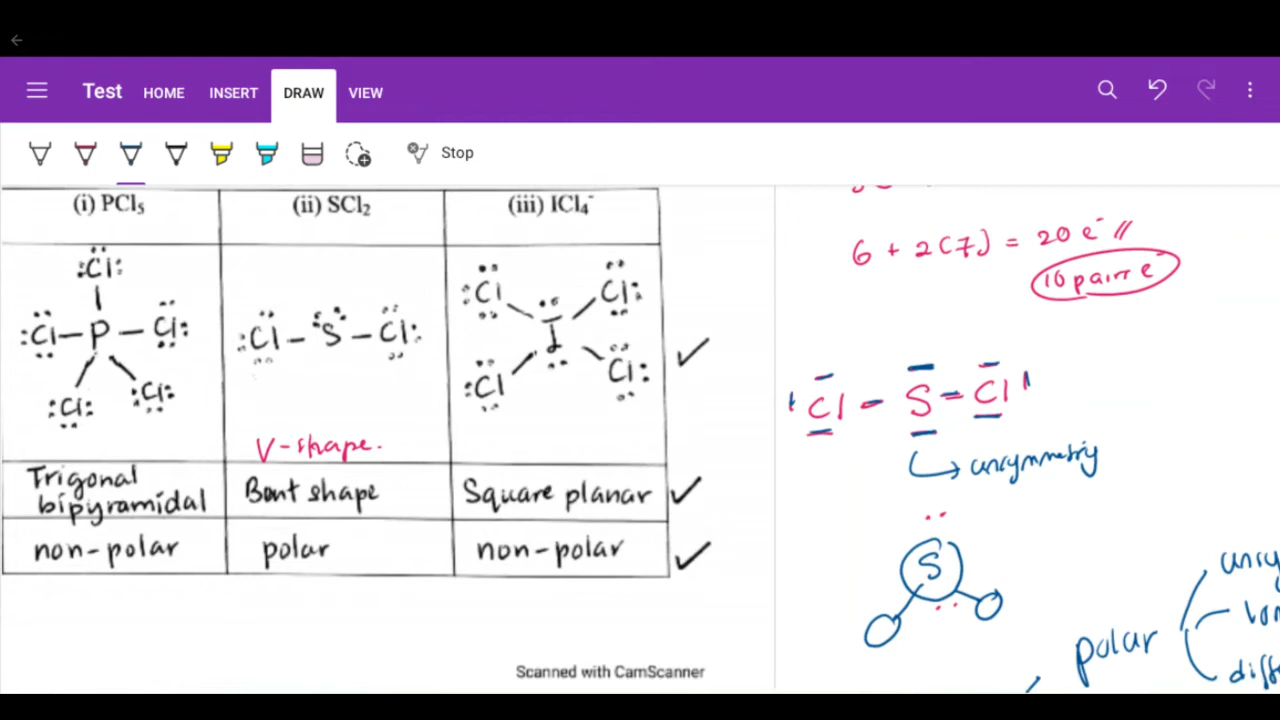 Test HOME INSERT DRAW VIEW
Stop
(i) PCl5 (ii) SCl2 (iii) ICl4-
:Cl:
:Cl - P - Cl:
:Cl: :Cl:
:Cl - S - Cl:
V-shape.
:Cl Cl:
I
:Cl Cl:
Trigonal bipyramidal
Bent shape
Square planar
non-polar
polar
non-polar
Scanned with CamScanner
6 + 2(7) = 20 e- //
10 pairr e-
Cl - S - Cl
unsymmetry
S
polar